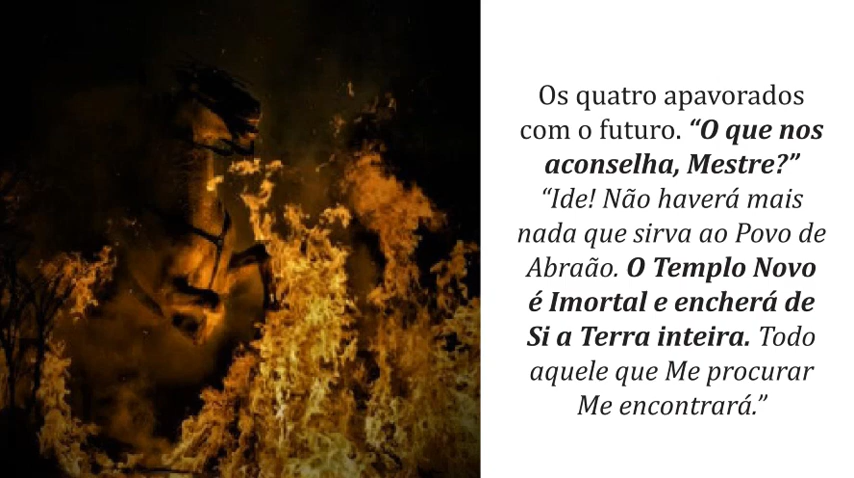 Os quatro apavorados
com o futuro. “O que nos
aconselha, Mestre?”
“Ide! Não haverá mais
nada que sirva ao Povo de
Abraão. O Templo Novo
é Imortal e encherá de
Si a Terra inteira. Todo
aquele que Me procurar
Me encontrará.”